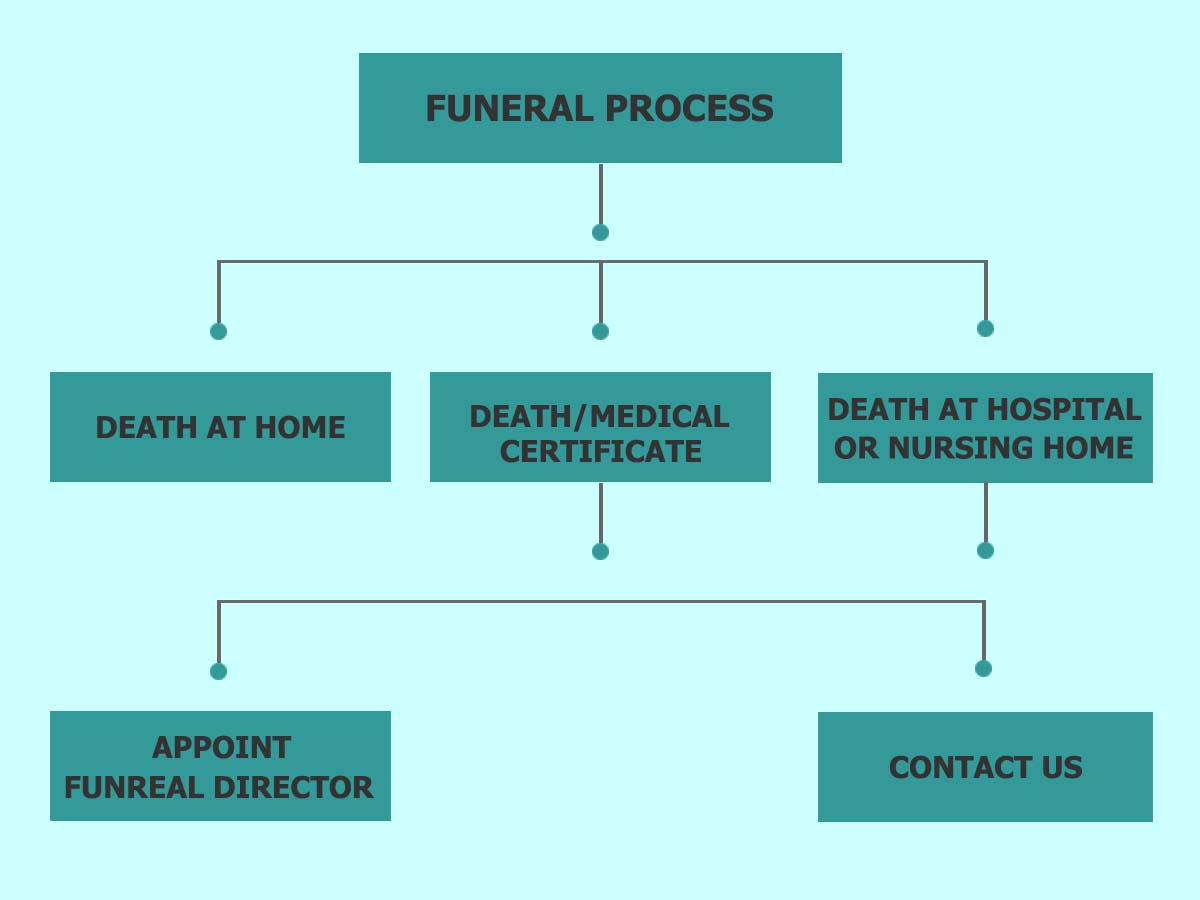 FUNERAL PROCESS
DEATH AT HOME
DEATH/MEDICAL
CERTIFICATE
DEATH AT HOSPITAL
OR NURSING HOME
APPOINT
FUNREAL DIRECTOR
CONTACT US